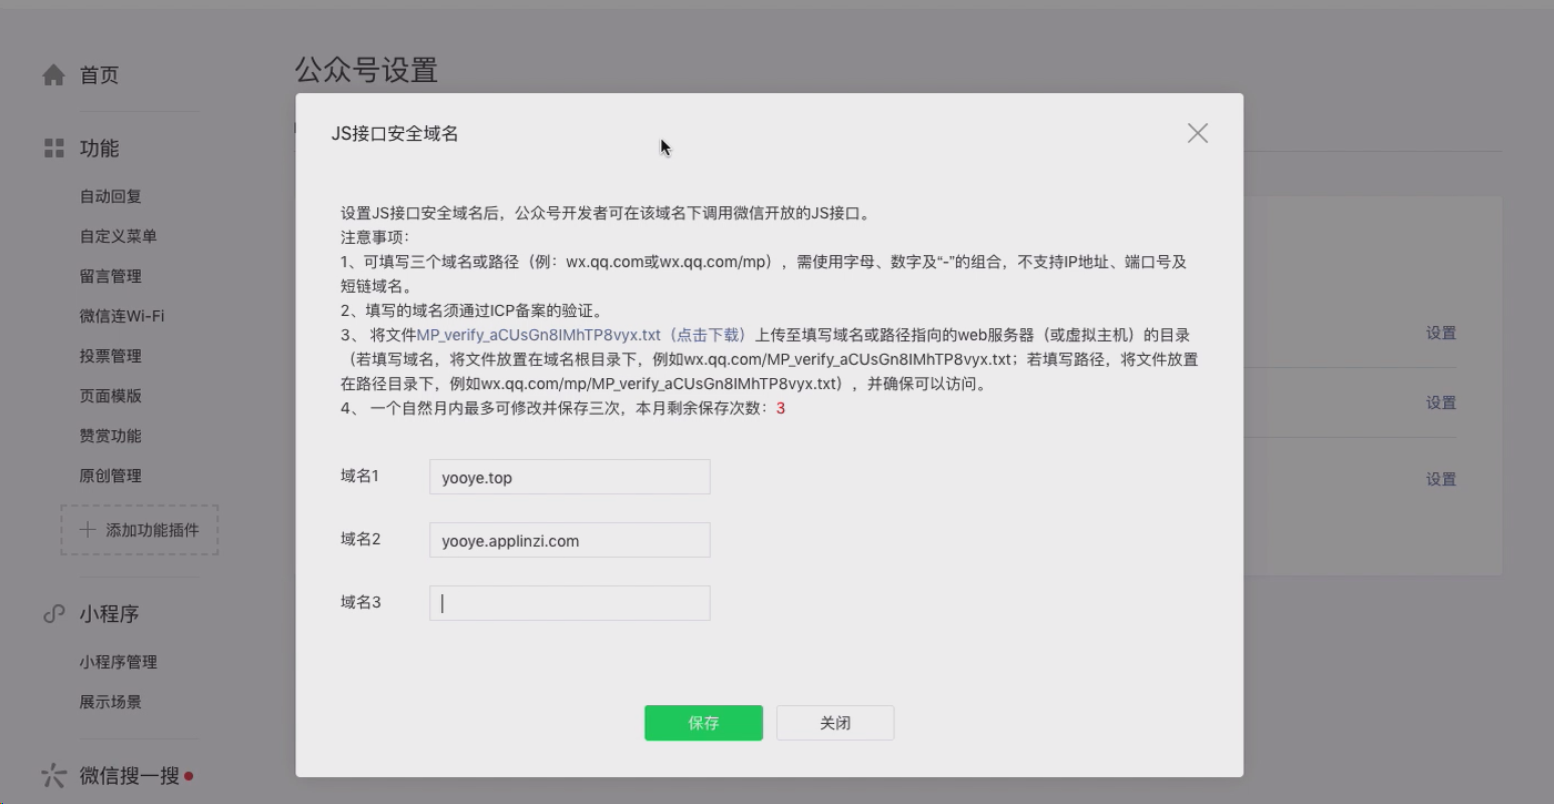 首页
功能
自动回复
自定义菜单
留言管理
微信连Wi-Fi
投票管理
页面模版
赞赏功能
原创管理
添加功能插件
小程序
小程序管理
展示场景
微信搜一搜
公众号设置
JS接口安全域名
设置JS接口安全域名后，公众号开发者可在该域名下调用微信开放的JS接口。
注意事项：
1、可填写三个域名或路径（例：wx.qq.com或wx.qq.com/mp），需使用字母、数字及“-”的组合，不支持IP地址、端口号及
短链域名。
2、填写的域名须通过ICP备案的验证。
3、 将文件MP_verify_aCUsGn8lMhTP8vyx.txt（点击下载）上传至填写域名或路径指向的web服务器（或虚拟主机）的目录
（若填写域名，将文件放置在域名根目录下，例如wx.qq.com/MP_verify_aCUsGn8lMhTP8vyx.txt；若填写路径，将文件放置
在路径目录下，例如wx.qq.com/mp/MP_verify_aCUsGn8lMhTP8vyx.txt），并确保可以访问。
4、 一个自然月内最多可修改并保存三次，本月剩余保存次数：3
域名1 yooye.top
域名2 yooye.applinzi.com
域名3
保存 关闭
设置
设置
设置